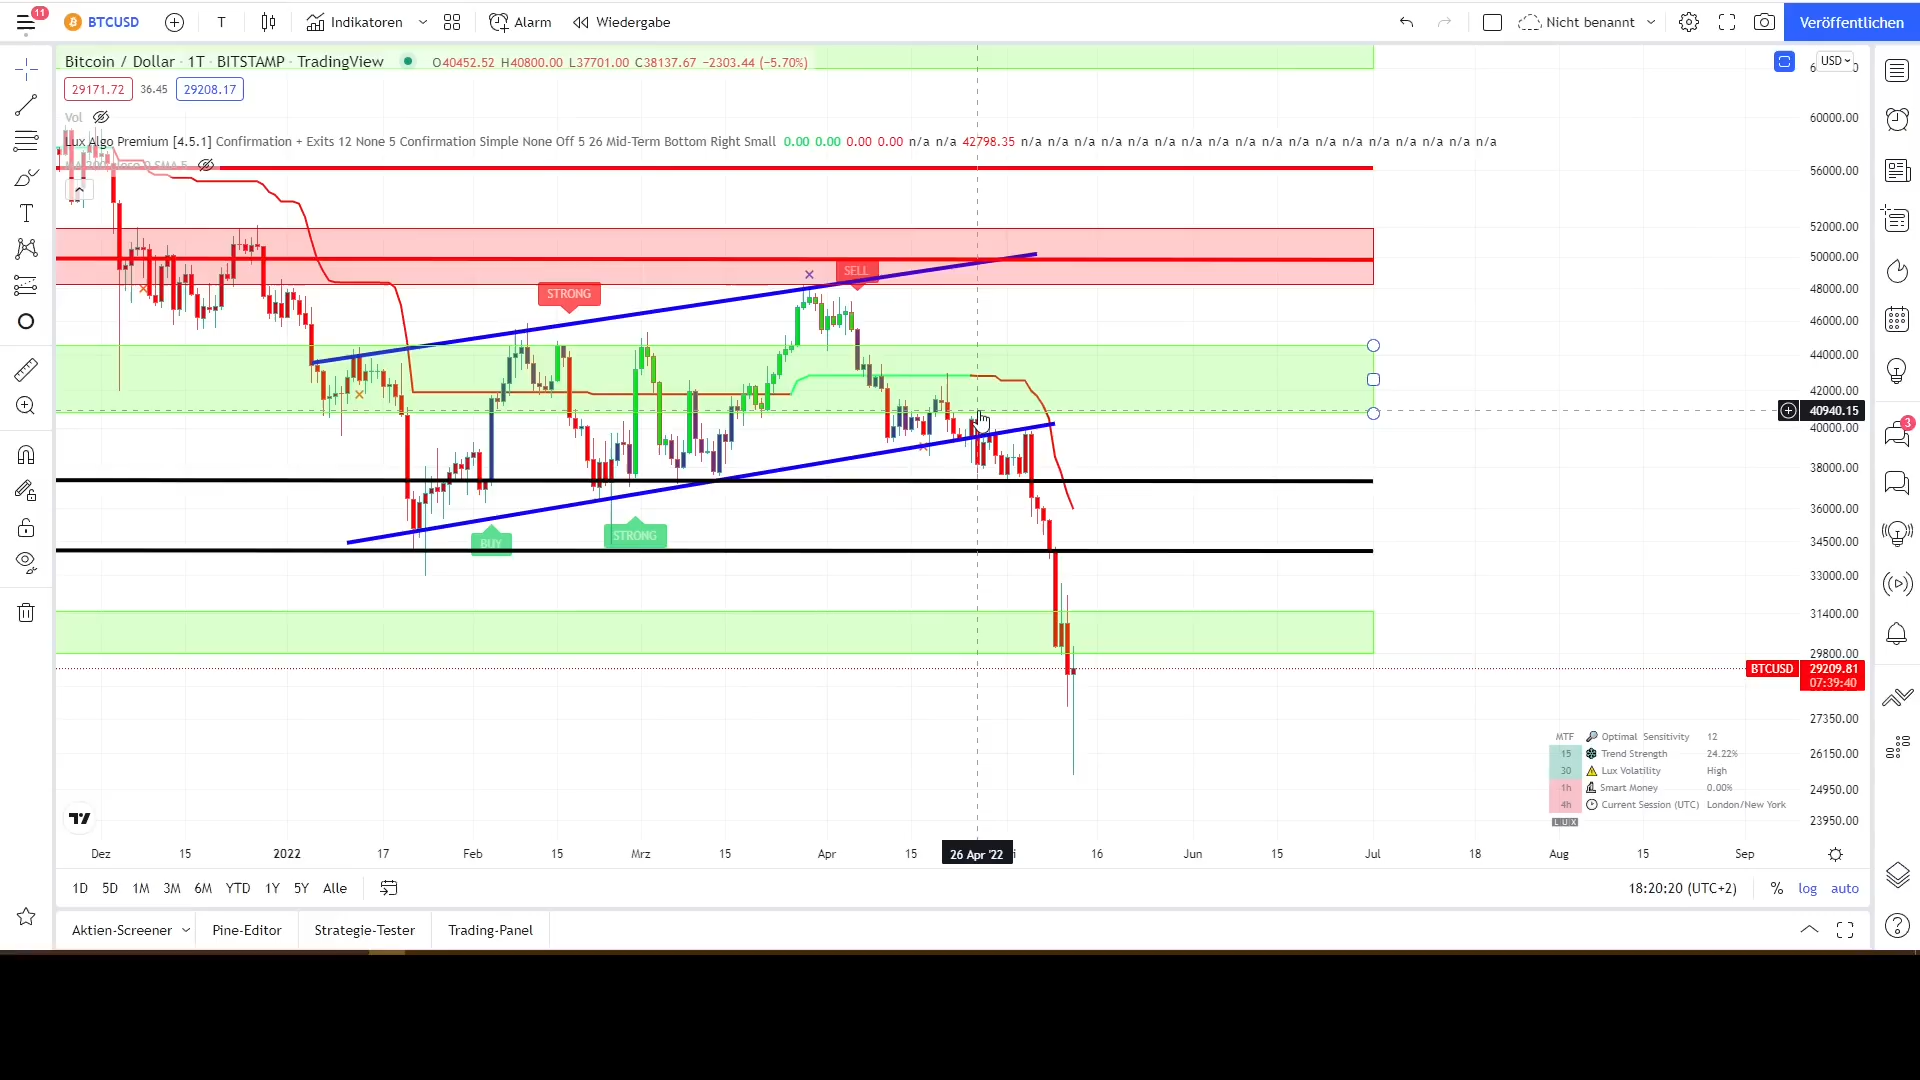 11 BTCUSD T Indikatoren Alarm Wiedergabe Nicht benannt Veröffentlichen
Bitcoin / Dollar · 1T · BITSTAMP · TradingView O40452.52 H40800.00 L37701.00 C38137.67 −2303.44 (−5.70%) USD
29171.72 36.45 29208.17
Vol
Lux Algo Premium [4.5.1] Confirmation + Exits 12 None 5 Confirmation Simple None Off 5 26 Mid-Term Bottom Right Small 0.00 0.00 0.00 0.00 n/a n/a 42798.35 n/a n/a n/a n/a n/a n/a n/a n/a n/a n/a n/a n/a n/a n/a n/a n/a n/a n/a
60000.00
56000.00
52000.00
50000.00
48000.00
46000.00
44000.00
42000.00
40940.15
40000.00
38000.00
36000.00
34500.00
33000.00
31400.00
29800.00
BTCUSD 29209.81
07:39:40
27350.00
26150.00
24950.00
23950.00
SELL
STRONG
BUY
STRONG
3
MTF Optimal Sensitivity 12
15 Trend Strength 24.22%
30 Lux Volatility High
1h Smart Money 0.00%
4h Current Session (UTC) London/New York
LUX
Dez 15 2022 17 Feb 15 Mrz 15 Apr 15 26 Apr '22 16 Jun 15 Jul 18 Aug 15 Sep
1D 5D 1M 3M 6M YTD 1Y 5Y Alle 18:20:20 (UTC+2) % log auto
Aktien-Screener Pine-Editor Strategie-Tester Trading-Panel